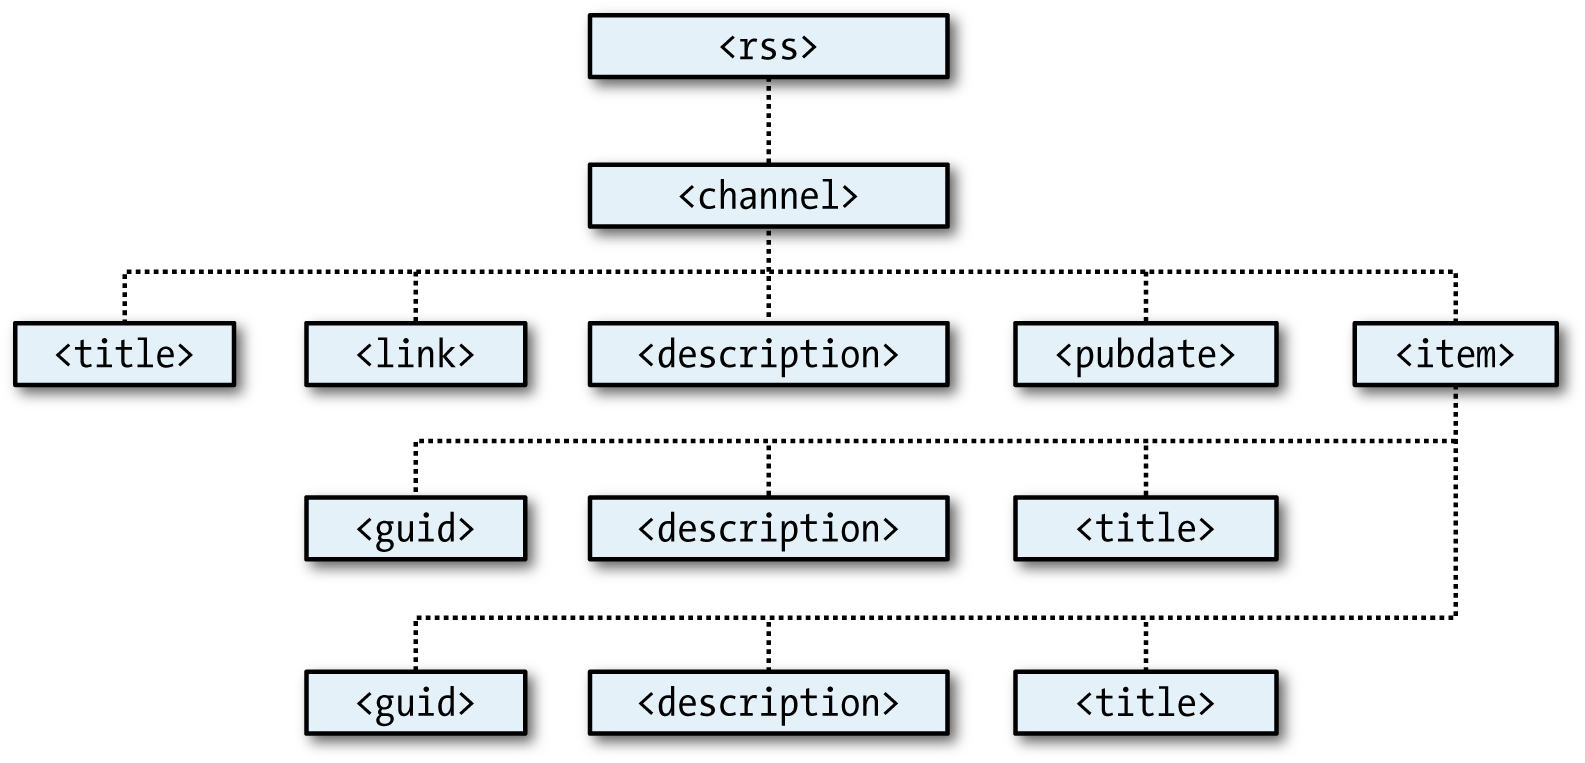 <rss>
<channel>
<title> <link> <description> <pubdate> <item>
<guid> <description> <title>
<guid> <description> <title>